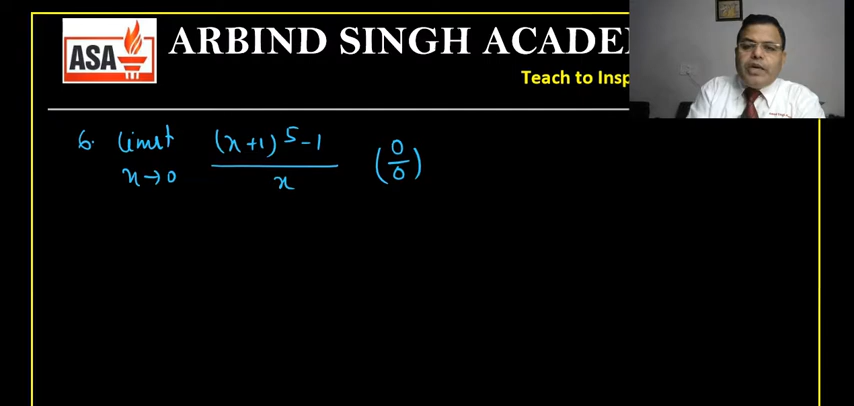 ASA
ARBIND SINGH ACADE
Teach to Insp
6. limit (x+1)^5-1 (0/0)
x→0 x